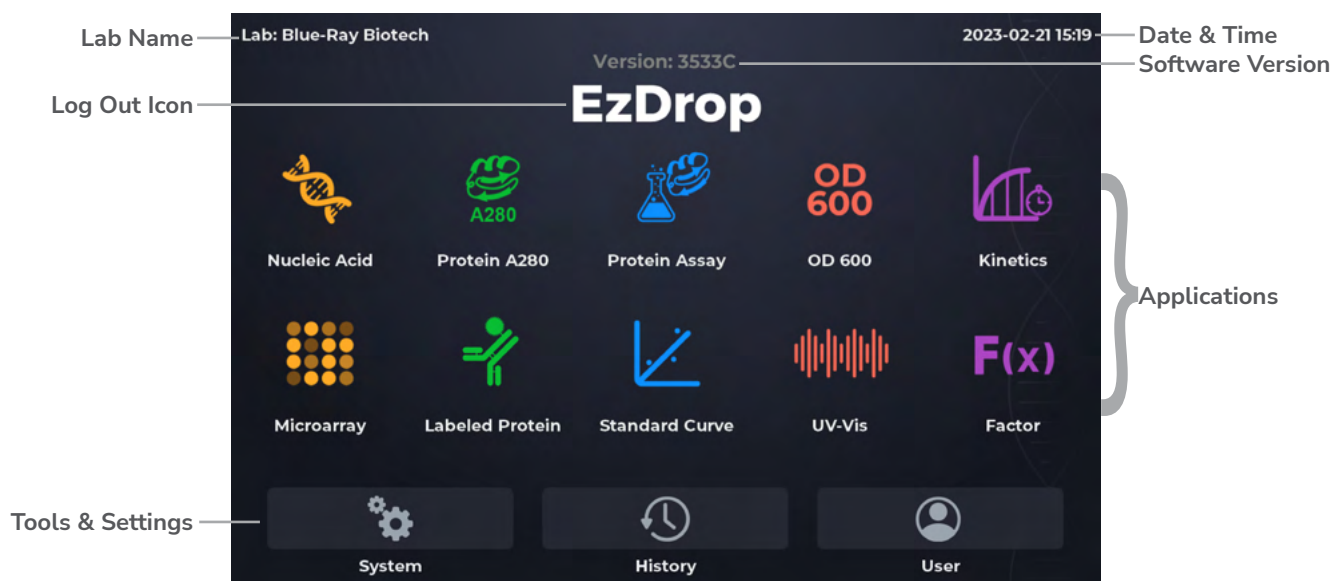 Lab Name
Lab: Blue-Ray Biotech
2023-02-21 15:19
Date & Time
Version: 3533C
Software Version
Log Out Icon
EzDrop
A280
OD
600
Nucleic Acid
Protein A280
Protein Assay
OD 600
Kinetics
Applications
F(x)
Microarray
Labeled Protein
Standard Curve
UV-Vis
Factor
Tools & Settings
System
History
User